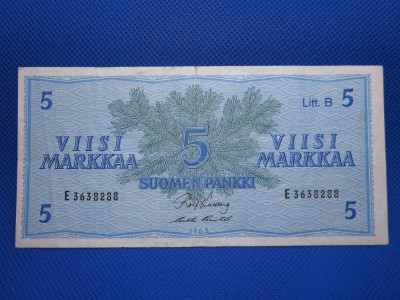 5 Litt. B 5
VIISI 5 VIISI
MARKKAA MARKKAA
SUOMEN PANKKI
E 3638288 E 3638288
5 5
1963